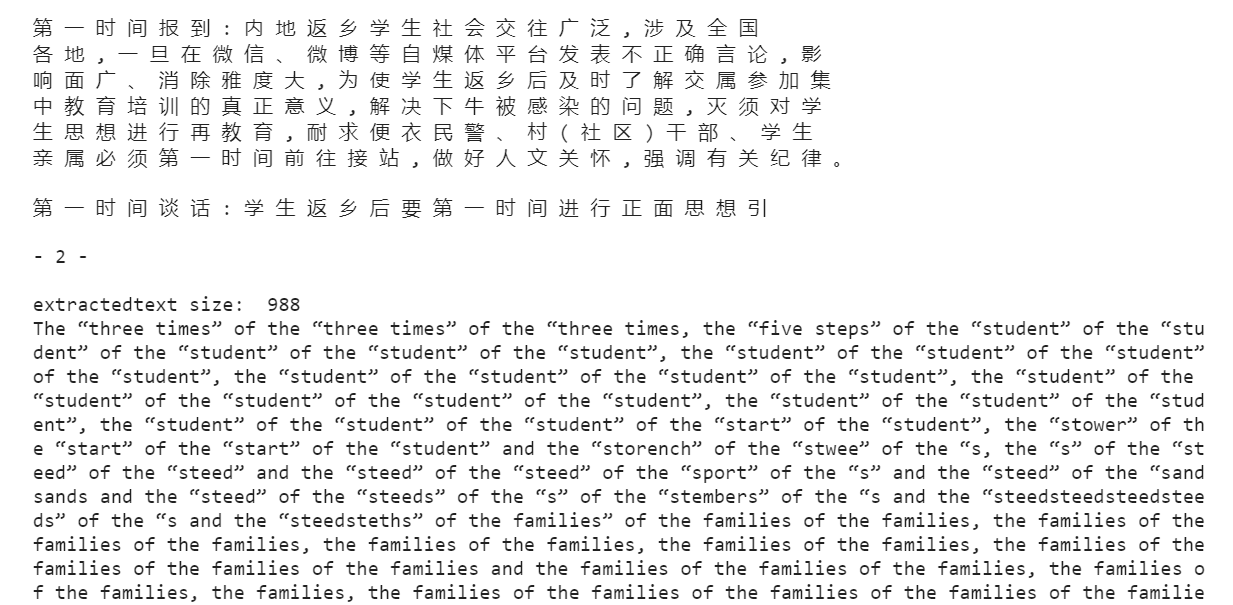 第 一 时 间 报 到 : 内 地 返 乡 学 生 社 会 交 往 广 泛 , 涉 及 全 国
各 地 , 一 旦 在 微 信 、 微 博 等 自 煤 体 平 台 发 表 不 正 确 言 论 , 影
响 面 广 、 消 除 雅 度 大 , 为 使 学 生 返 乡 后 及 时 了 解 交 属 参 加 集
中 教 育 培 训 的 真 正 意 义 , 解 决 下 牛 被 感 染 的 问 题 , 灭 须 对 学
生 思 想 进 行 再 教 育 , 耐 求 便 衣 民 警 、 村 ( 社 区 ) 干 部 、 学 生
亲 属 必 须 第 一 时 间 前 往 接 站 , 做 好 人 文 关 怀 , 强 调 有 关 纪 律 。
第 一 时 间 谈 话 : 学 生 返 乡 后 要 第 一 时 间 进 行 正 面 思 想 引
- 2 -
extractedtext size:  988
The “three times” of the “three times” of the “three times, the “five steps” of the “student” of the “stu
dent” of the “student” of the “student” of the “student”, the “student” of the “student” of the “student”
of the “student”, the “student” of the “student” of the “student” of the “student”, the “student” of the
“student” of the “student” of the “student” of the “student”, the “student” of the “student” of the “stud
ent”, the “student” of the “student” of the “student” of the “start” of the “student”, the “stower” of th
e “start” of the “start” of the “student” and the “storench” of the “stwee” of the “s, the “s” of the “st
eed” of the “steed” and the “steed” of the “steed” of the “sport” of the “s” and the “steed” of the “sand
sands and the “steed” of the “steeds” of the “s” of the “stembers” of the “s and the “steedsteedsteedstee
ds” of the “s and the “steedsteths” of the families” of the families of the families, the families of the
families of the families, the families of the families, the families of the families, the families of the
families of the families of the families and the families of the families of the families, the families o
f the families, the families, the families of the families of the families of the families of the familie